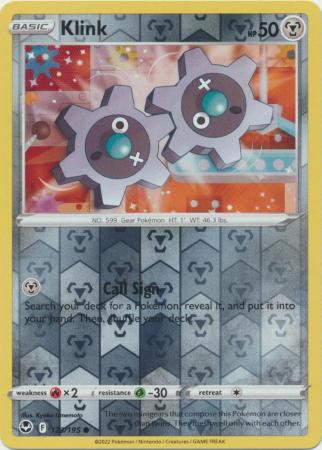 BASIC Klink HP 50
NO. 599 Gear Pokémon HT: 1' WT: 46.3 lbs.
Call Sign
Search your deck for a Pokémon, reveal it, and put it into
your hand. Then, shuffle your deck.
weakness ×2 resistance -30 retreat
Illus. Kyoko Umemoto
F /195
The two minigears that compose this Pokémon are closer
than twins. They mesh well only with each other.
©2022 Pokémon / Nintendo / Creatures / GAME FREAK